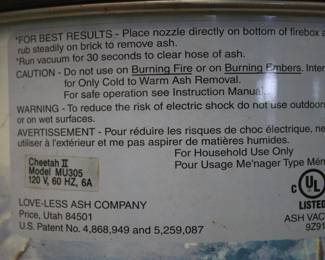 *FOR BEST RESULTS - Place nozzle directly on bottom of firebox a
rub steadily on brick to remove ash.
*Run vacuum for 30 seconds to clear hose of ash.
CAUTION - Do not use on Burning Fire or on Burning Embers. Inter
for Only Cold to Warm Ash Removal.
For safe operation see Instruction Manual.
WARNING - To reduce the risk of electric shock do not use outdoors
or on wet surfaces.
AVERTISSEMENT - Pour réduire les risques de choc électrique, ne
utiliser à l'extérieur et me pas aspirer de matières humides.
For Household Use Only
Pour Usage Me'nager Type Mén
Cheetah II
Model MU305
120 V, 60 HZ, 6A
LOVE-LESS ASH COMPANY
Price, Utah 84501
U.S. Patent No. 4,868,949 and 5,259,087
C UL
LISTED
ASH VAC
9Z91